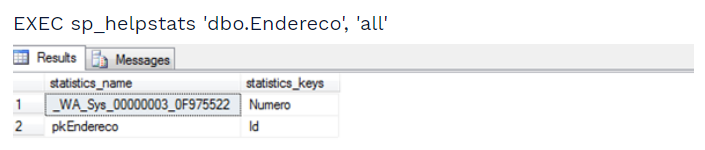 EXEC sp_helpstats 'dbo.Endereco', 'all'
Results Messages
statistics_name statistics_keys
1 _WA_Sys_00000003_0F975522 Numero
2 pkEndereco Id